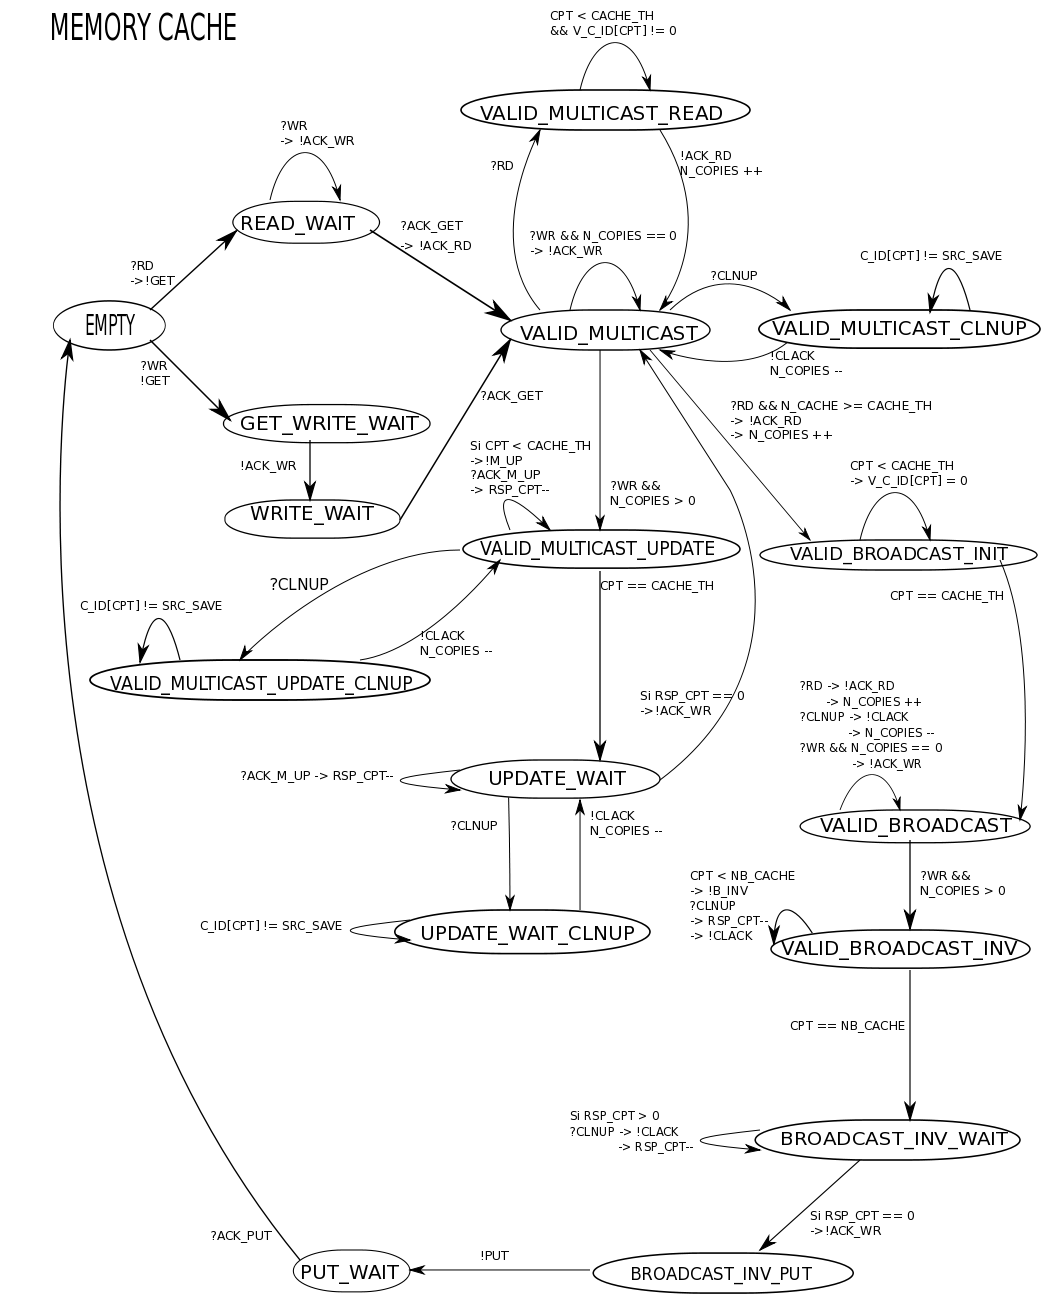 MEMORY CACHE
CPT < CACHE_TH
&& V_C_ID[CPT] != 0
VALID_MULTICAST_READ
?WR
-> !ACK_WR
?RD
!ACK_RD
N_COPIES ++
READ_WAIT
?ACK_GET
-> !ACK_RD
?WR && N_COPIES == 0
-> !ACK_WR
?CLNUP
C_ID[CPT] != SRC_SAVE
?RD
->!GET
EMPTY
VALID_MULTICAST
VALID_MULTICAST_CLNUP
?WR
!GET
!CLACK
N_COPIES --
GET_WRITE_WAIT
?ACK_GET
?RD && N_CACHE >= CACHE_TH
-> !ACK_RD
-> N_COPIES ++
!ACK_WR
Si CPT < CACHE_TH
->!M_UP
?ACK_M_UP
-> RSP_CPT--
CPT < CACHE_TH
-> V_C_ID[CPT] = 0
?WR &&
N_COPIES > 0
WRITE_WAIT
VALID_MULTICAST_UPDATE
VALID_BROADCAST_INIT
?CLNUP
CPT == CACHE_TH
CPT == CACHE_TH
C_ID[CPT] != SRC_SAVE
!CLACK
N_COPIES --
VALID_MULTICAST_UPDATE_CLNUP
Si RSP_CPT == 0
->!ACK_WR
?RD -> !ACK_RD
-> N_COPIES ++
?CLNUP -> !CLACK
-> N_COPIES --
?WR && N_COPIES == 0
-> !ACK_WR
?ACK_M_UP -> RSP_CPT--
UPDATE_WAIT
?CLNUP
!CLACK
N_COPIES --
VALID_BROADCAST
CPT < NB_CACHE
-> !B_INV
?CLNUP
-> RSP_CPT--
-> !CLACK
?WR &&
N_COPIES > 0
C_ID[CPT] != SRC_SAVE
UPDATE_WAIT_CLNUP
VALID_BROADCAST_INV
CPT == NB_CACHE
Si RSP_CPT > 0
?CLNUP -> !CLACK
-> RSP_CPT--
BROADCAST_INV_WAIT
Si RSP_CPT == 0
->!ACK_WR
?ACK_PUT
!PUT
PUT_WAIT
BROADCAST_INV_PUT